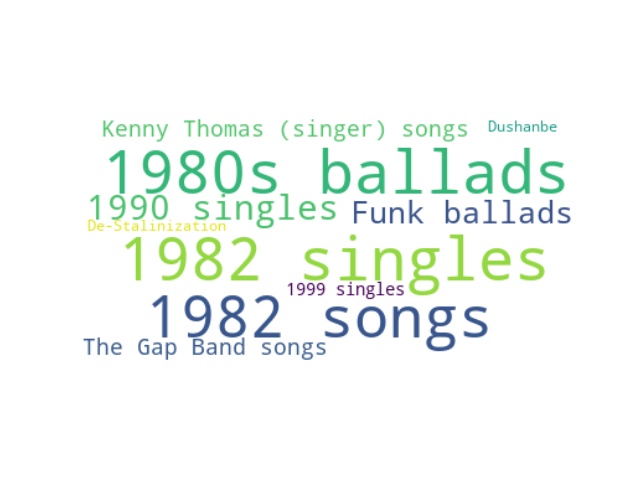 Kenny Thomas (singer) songs
Dushanbe
1980s ballads
1990 singles
Funk ballads
De-Stalinization
1982 singles
1999 singles
1982 songs
The Gap Band songs